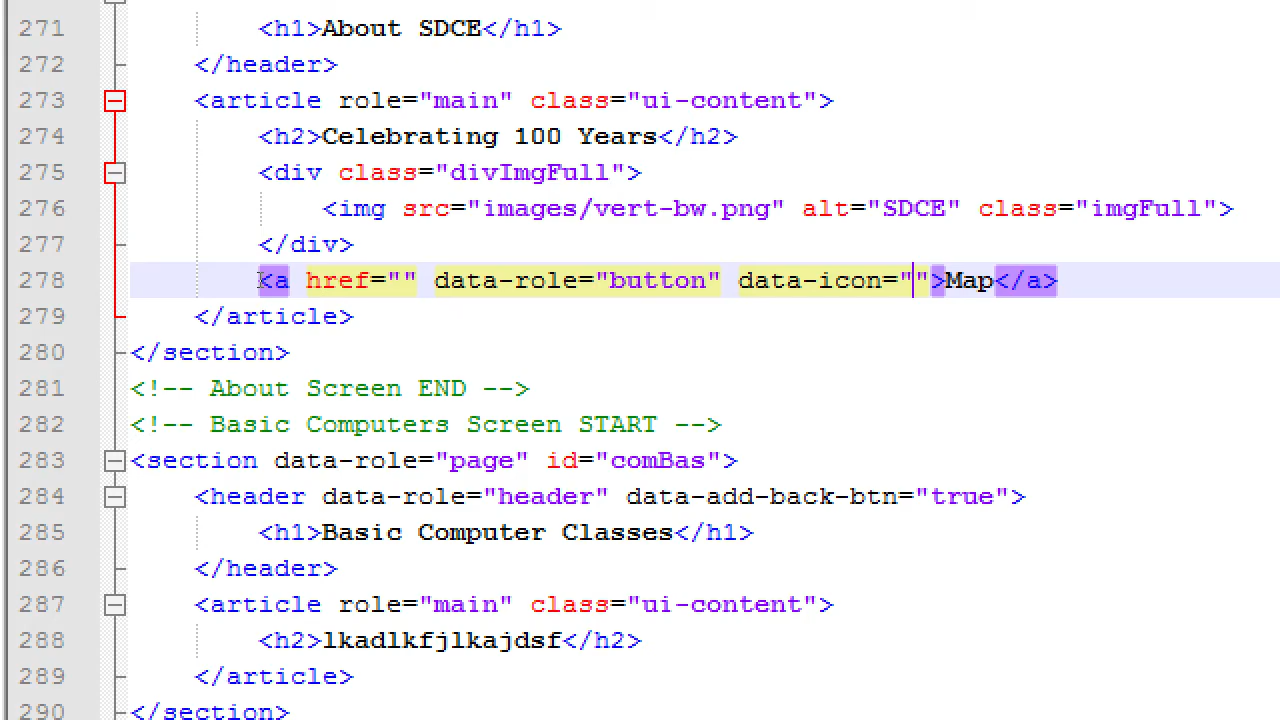 271 <h1>About SDCE</h1>
272 </header>
273 <article role="main" class="ui-content">
274 <h2>Celebrating 100 Years</h2>
275 <div class="divImgFull">
276 <img src="images/vert-bw.png" alt="SDCE" class="imgFull">
277 </div>
278 <a href="" data-role="button" data-icon="">Map</a>
279 </article>
280 </section>
281 <!-- About Screen END -->
282 <!-- Basic Computers Screen START -->
283 <section data-role="page" id="comBas">
284 <header data-role="header" data-add-back-btn="true">
285 <h1>Basic Computer Classes</h1>
286 </header>
287 <article role="main" class="ui-content">
288 <h2>lkadlkfjlkajdsf</h2>
289 </article>
290 </section>